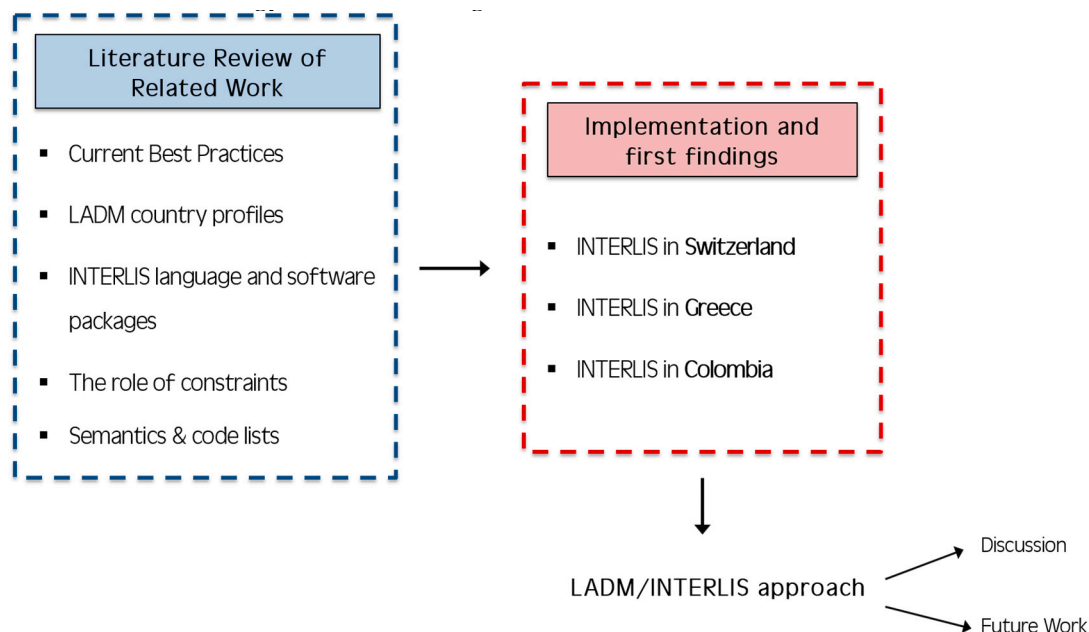 Literature Review of
Related Work
▪ Current Best Practices
▪ LADM country profiles
▪ INTERLIS language and software
packages
▪ The role of constraints
▪ Semantics & code lists
Implementation and
first findings
▪ INTERLIS in Switzerland
▪ INTERLIS in Greece
▪ INTERLIS in Colombia
LADM/INTERLIS approach
Discussion
Future Work